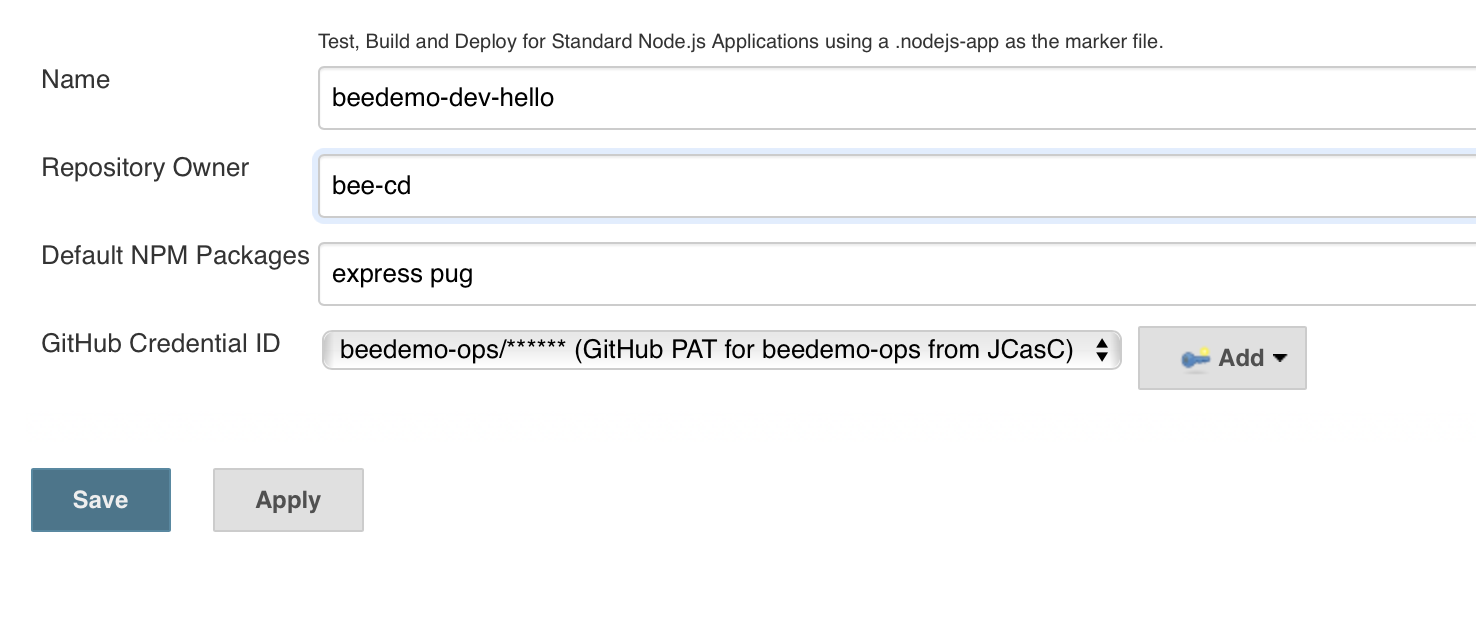 Test, Build and Deploy for Standard Node.js Applications using a .nodejs-app as the marker file.
Name
beedemo-dev-hello
Repository Owner
bee-cd
Default NPM Packages
express pug
GitHub Credential ID
beedemo-ops/****** (GitHub PAT for beedemo-ops from JCasC)
Add
Save
Apply